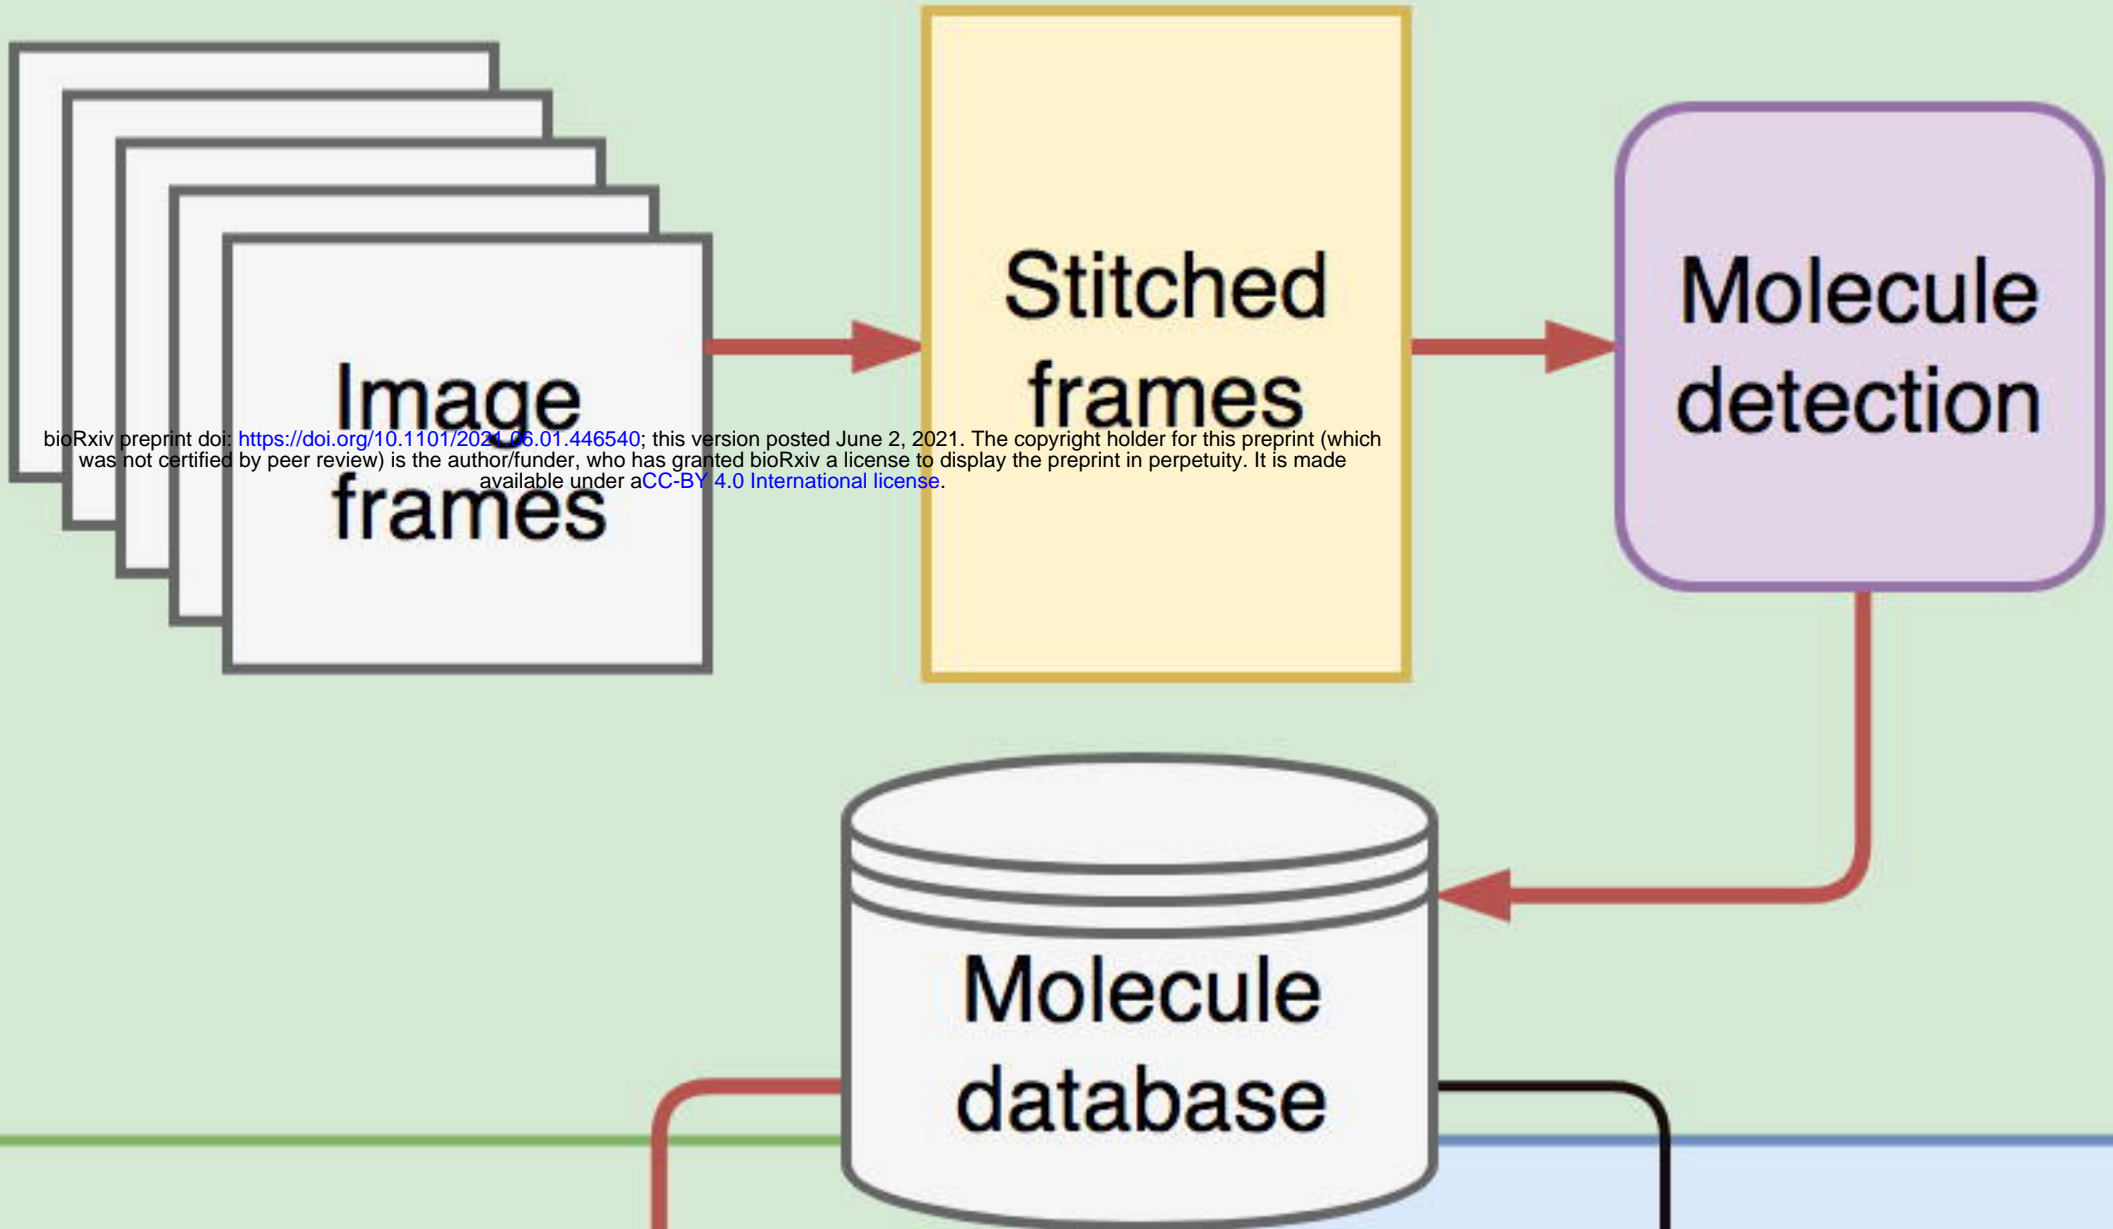 Image
frames
Stitched
frames
Molecule
detection
bioRxiv preprint doi: https://doi.org/10.1101/2021.06.01.446540; this version posted June 2, 2021. The copyright holder for this preprint (which
was not certified by peer review) is the author/funder, who has granted bioRxiv a license to display the preprint in perpetuity. It is made
available under aCC-BY 4.0 International license.
Molecule
database